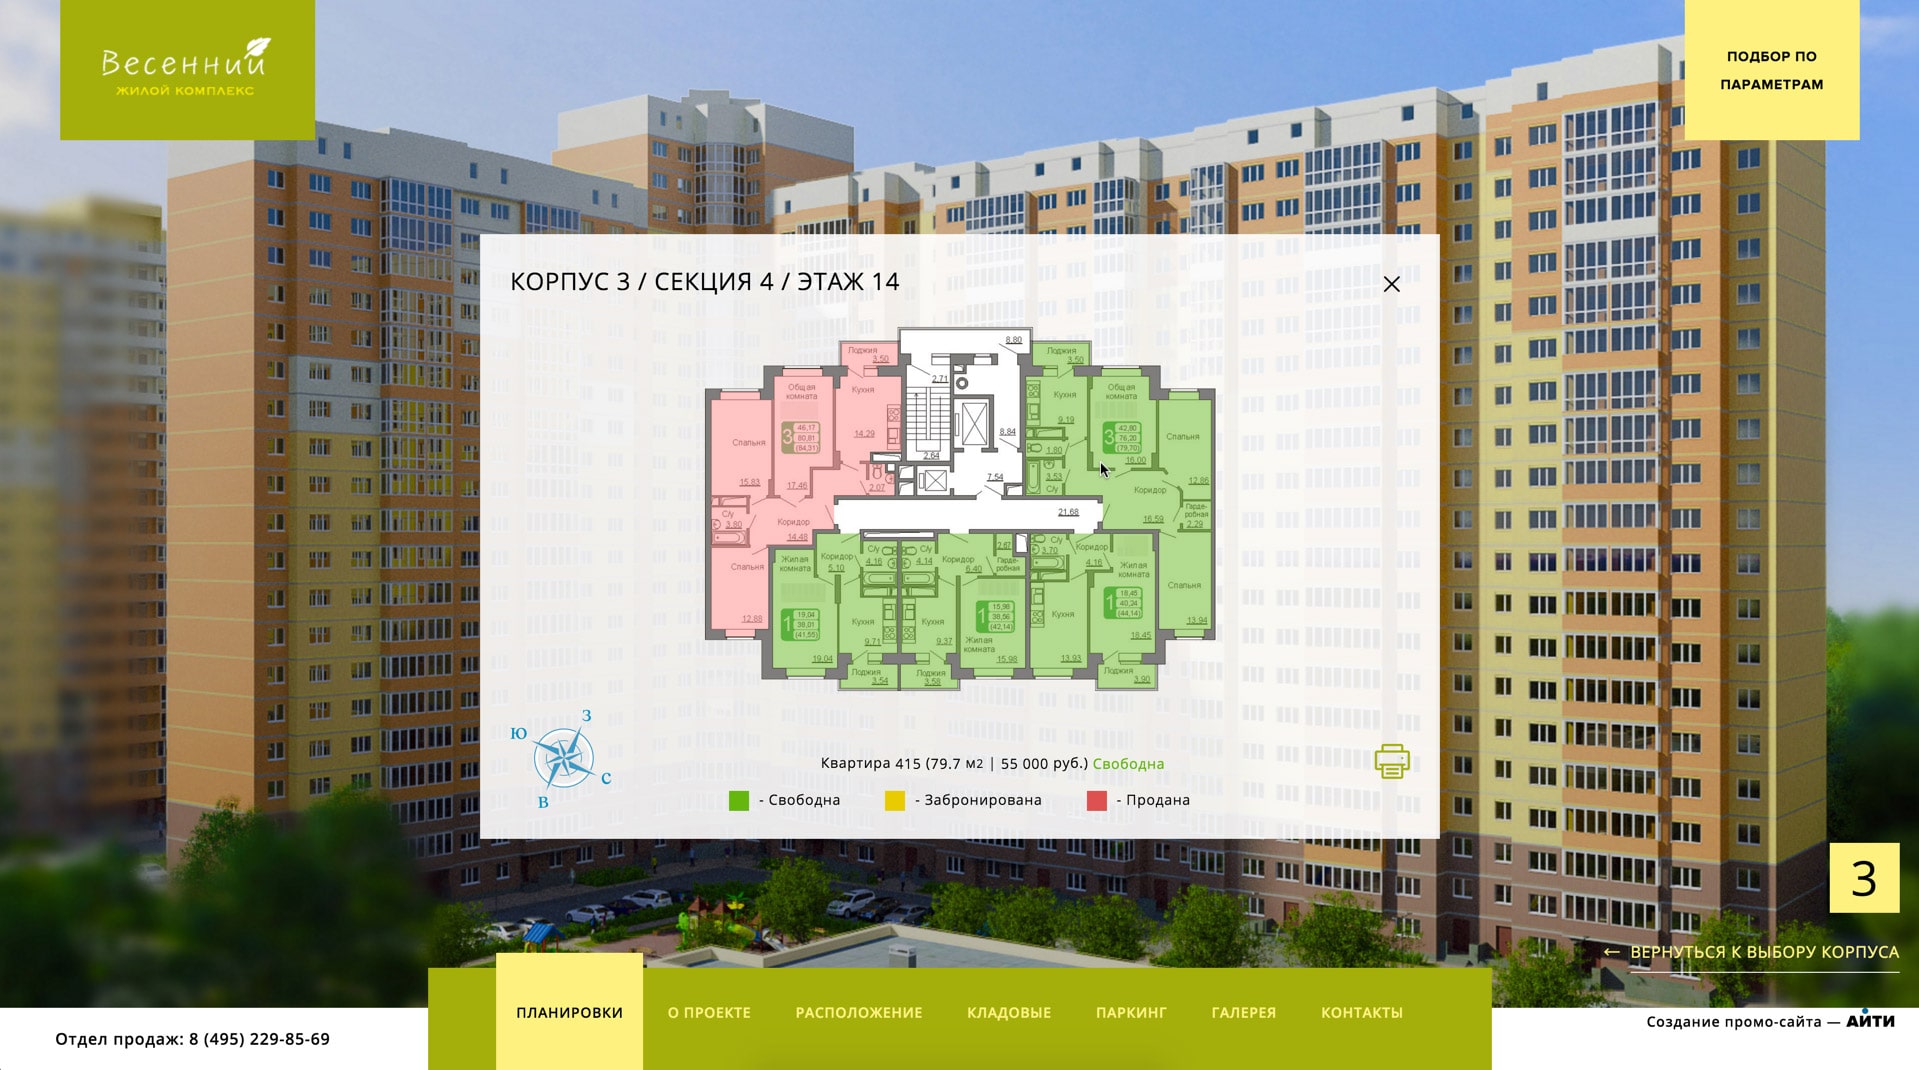 Весенний
ЖИЛОЙ КОМПЛЕКС
ПОДБОР ПО
ПАРАМЕТРАМ
КОРПУС 3 / СЕКЦИЯ 4 / ЭТАЖ 14
8.80
Лоджия
3.50
Лоджия
3.50
2.71
Общая
комната
Кухня
Кухня
Общая
комната
9.19
3
46,17
80,81
(84,31)
14.29
8.84
3
42,80
76,20
(79,70)
Спальня
Спальня
1.80
2.64
16.00
15.83
17.46
2.07
7.54
3.53
С/у
12.86
Коридор
С/у
3.80
Коридор
14.48
21.68
16.59
Гарде-
робная
2.29
Спальня
Жилая
комната
Коридор
5.10
С/у
4.16
С/у
4.14
Коридор
6.40
2.67
Гарде-
робная
С/у
3.70
Коридор
4.16
Жилая
комната
Спальня
12.89
1
19,04
38,01
(41,55)
Кухня
9.71
Кухня
9.37
1
15,98
38,56
(42,14)
Жилая
комната
Кухня
1
18,45
40,24
(44,14)
13.94
18.45
19.04
15.98
13.93
Лоджия
3.54
Лоджия
3.58
Лоджия
3.90
З
Ю
С
В
Квартира 415 (79.7 м2 | 55 000 руб.) Свободна
- Свободна
- Забронирована
- Продана
3
← ВЕРНУТЬСЯ К ВЫБОРУ КОРПУСА
ПЛАНИРОВКИ
О ПРОЕКТЕ
РАСПОЛОЖЕНИЕ
КЛАДОВЫЕ
ПАРКИНГ
ГАЛЕРЕЯ
КОНТАКТЫ
Отдел продаж: 8 (495) 229-85-69
Создание промо-сайта — АЙТИ